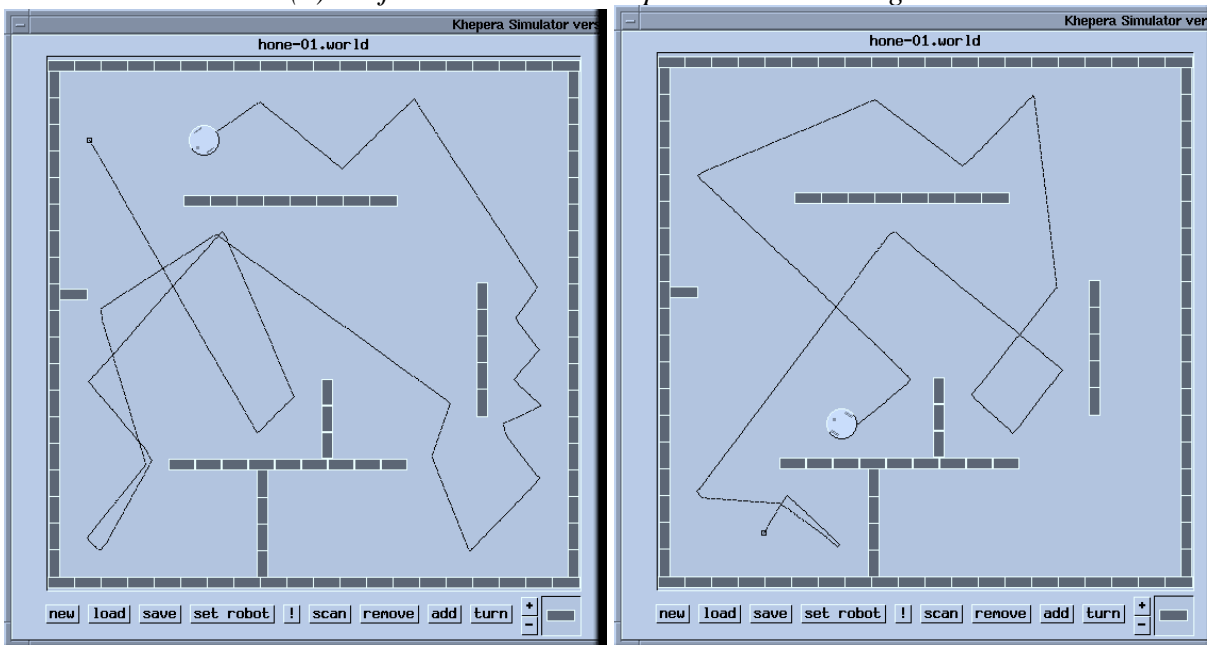 Khepera Simulator vers
hone-01.world
new load save set robot ! scan remove add turn + −
Khepera Simulator ver
hone-01.world
new load save set robot ! scan remove add turn + −